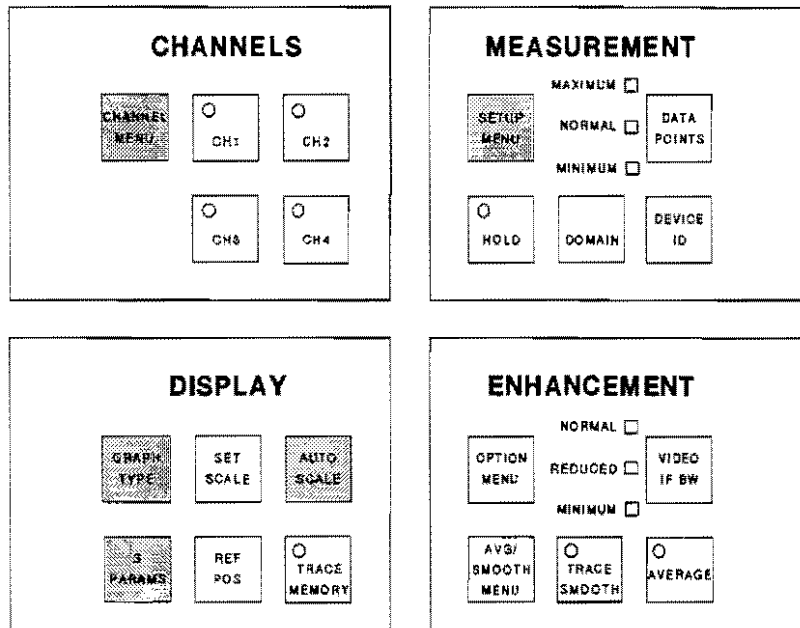 CHANNELS
CHANNEL
MENU
CH1
CH2
CH3
CH4
MEASUREMENT
MAXIMUM
SETUP
MENU
NORMAL
DATA
POINTS
MINIMUM
HOLD
DOMAIN
DEVICE
ID
DISPLAY
GRAPH
TYPE
SET
SCALE
AUTO
SCALE
S
PARAMS
REF
POS
TRACE
MEMORY
ENHANCEMENT
NORMAL
OPTION
MENU
REDUCED
VIDEO
IF BW
MINIMUM
AVG/
SMOOTH
MENU
TRACE
SMOOTH
AVERAGE